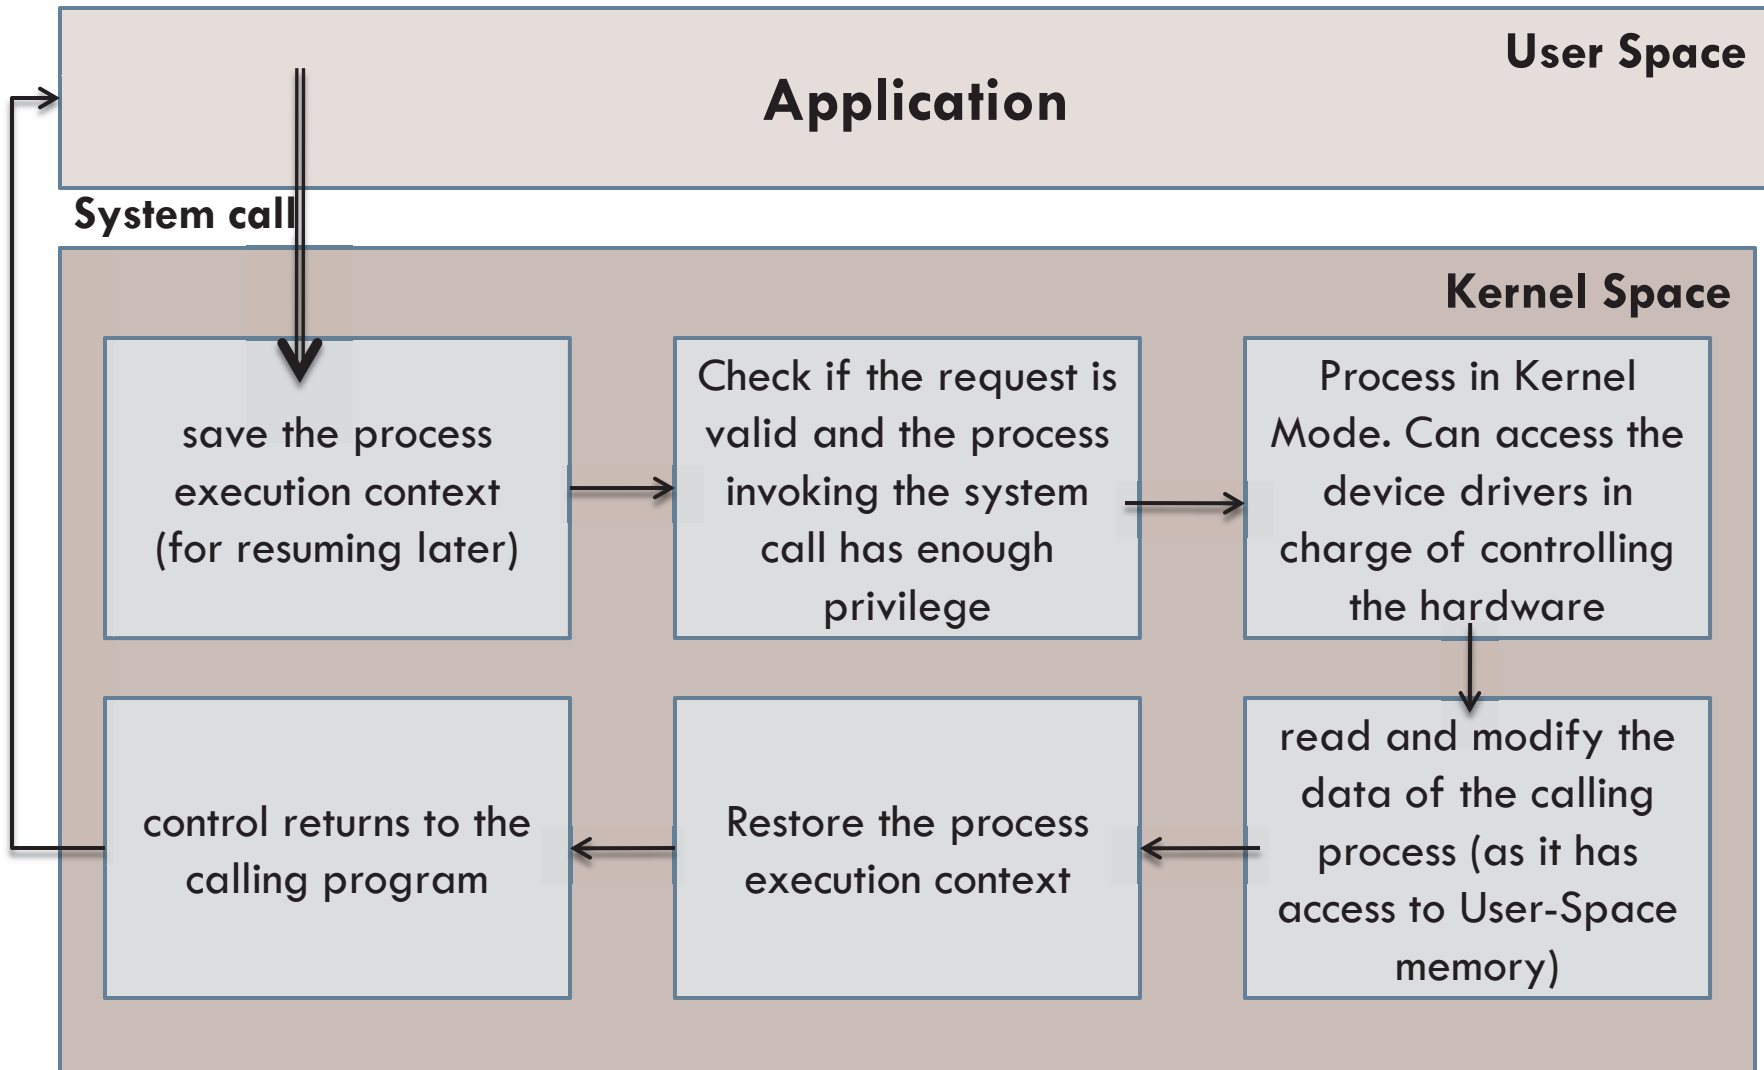 User Space
Application
System call
Kernel Space
save the process
execution context
(for resuming later)
Check if the request is
valid and the process
invoking the system
call has enough
privilege
Process in Kernel
Mode. Can access the
device drivers in
charge of controlling
the hardware
control returns to the
calling program
Restore the process
execution context
read and modify the
data of the calling
process (as it has
access to User-Space
memory)